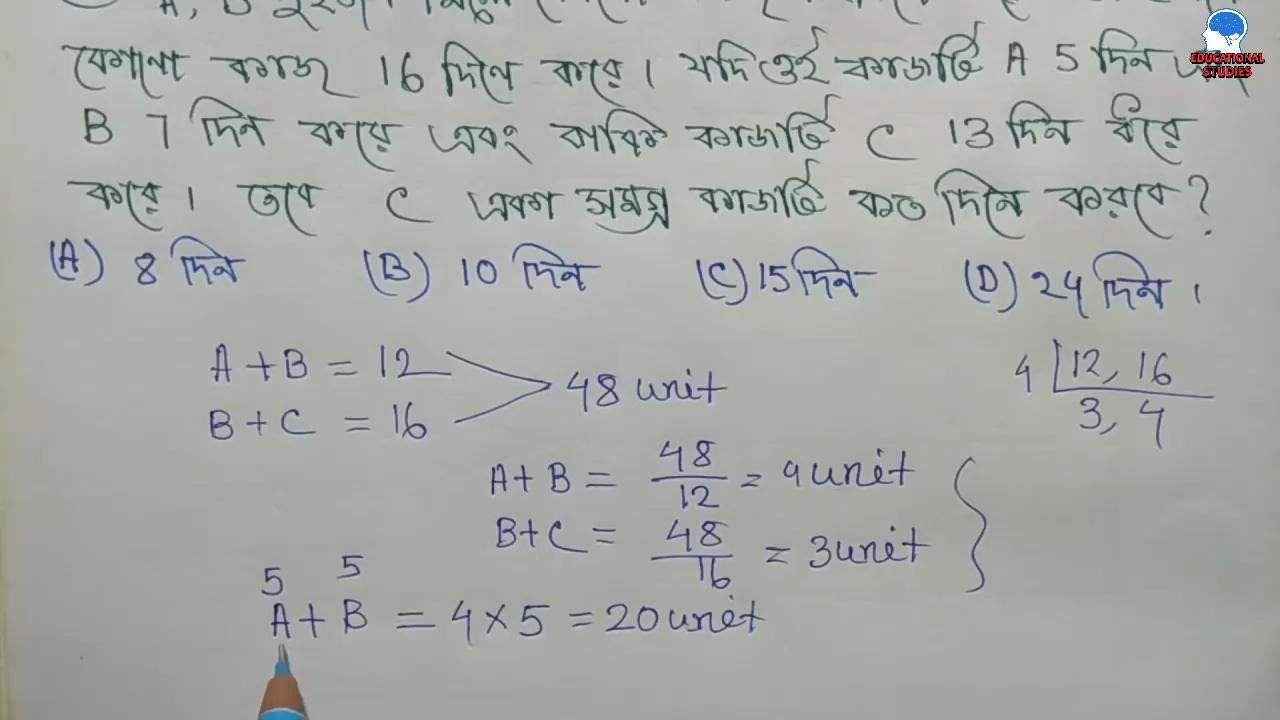 কোনো কাজ 16 দিনে করে। যদি ওই কাজটি A 5 দিন
EDUCATIONAL STUDIES
B 7 দিন করে এবং বাকি কাজটি C 13 দিন ধরে
করে। তবে C একা সমগ্র কাজটি কত দিনে করবে?
(A) 8 দিন (B) 10 দিন (C) 15 দিন (D) 24 দিন।
A + B = 12
B + C = 16
48 unit
4 | 12, 16
3, 4
A + B = 48/12 = 4 unit
B + C = 48/16 = 3 unit }
5 5
A + B = 4 × 5 = 20 unit